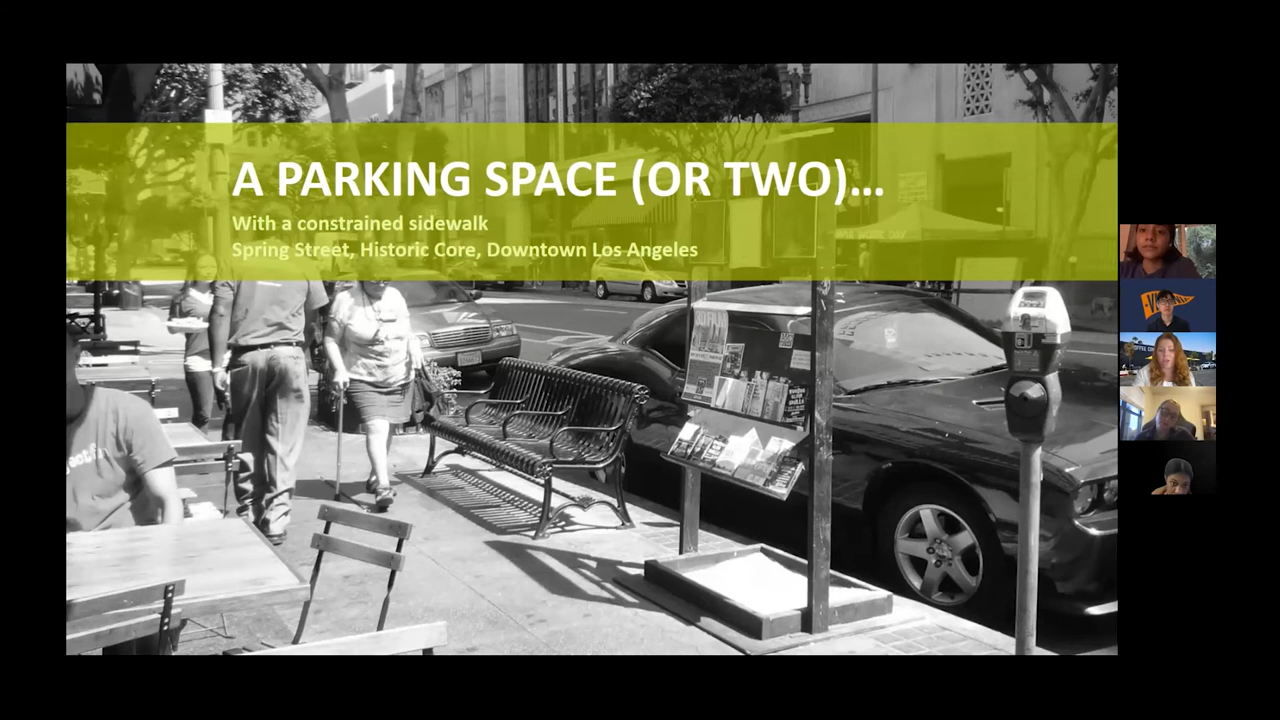 A PARKING SPACE (OR TWO)...
With a constrained sidewalk
Spring Street, Historic Core, Downtown Los Angeles